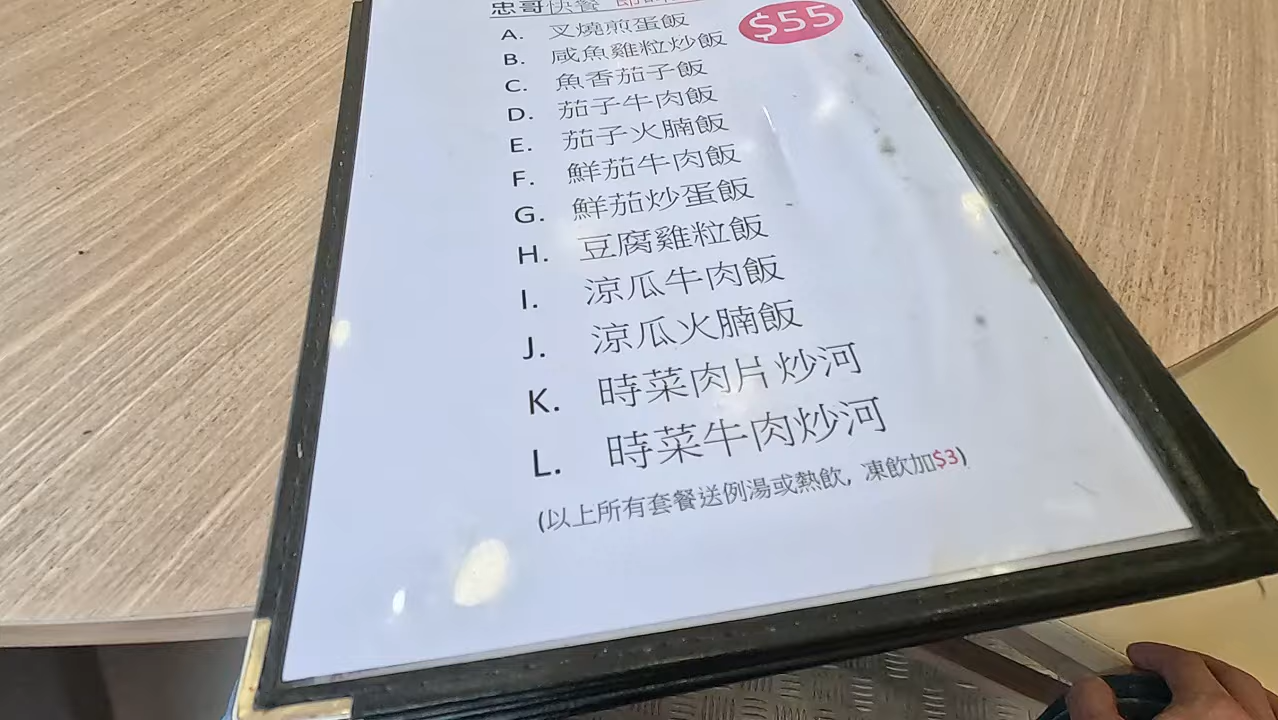 忠哥快餐
$55
A. 叉燒煎蛋飯
B. 咸魚雞粒炒飯
C. 魚香茄子飯
D. 茄子牛肉飯
E. 茄子火腩飯
F. 鮮茄牛肉飯
G. 鮮茄炒蛋飯
H. 豆腐雞粒飯
I. 涼瓜牛肉飯
J. 涼瓜火腩飯
K. 時菜肉片炒河
L. 時菜牛肉炒河
(以上所有套餐送例湯或熱飲, 凍飲加$3)